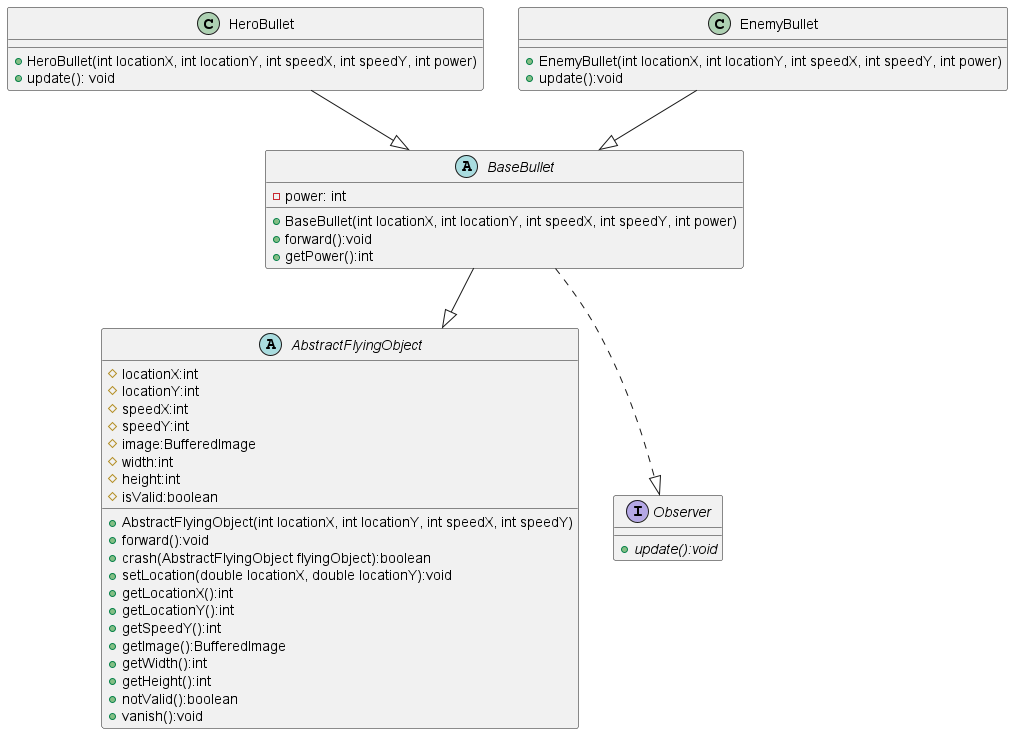 C HeroBullet
HeroBullet(int locationX, int locationY, int speedX, int speedY, int power)
update(): void
C EnemyBullet
EnemyBullet(int locationX, int locationY, int speedX, int speedY, int power)
update():void
A BaseBullet
power: int
BaseBullet(int locationX, int locationY, int speedX, int speedY, int power)
forward():void
getPower():int
A AbstractFlyingObject
locationX:int
locationY:int
speedX:int
speedY:int
image:BufferedImage
width:int
height:int
isValid:boolean
AbstractFlyingObject(int locationX, int locationY, int speedX, int speedY)
forward():void
crash(AbstractFlyingObject flyingObject):boolean
setLocation(double locationX, double locationY):void
getLocationX():int
getLocationY():int
getSpeedY():int
getImage():BufferedImage
getWidth():int
getHeight():int
notValid():boolean
vanish():void
I Observer
update():void